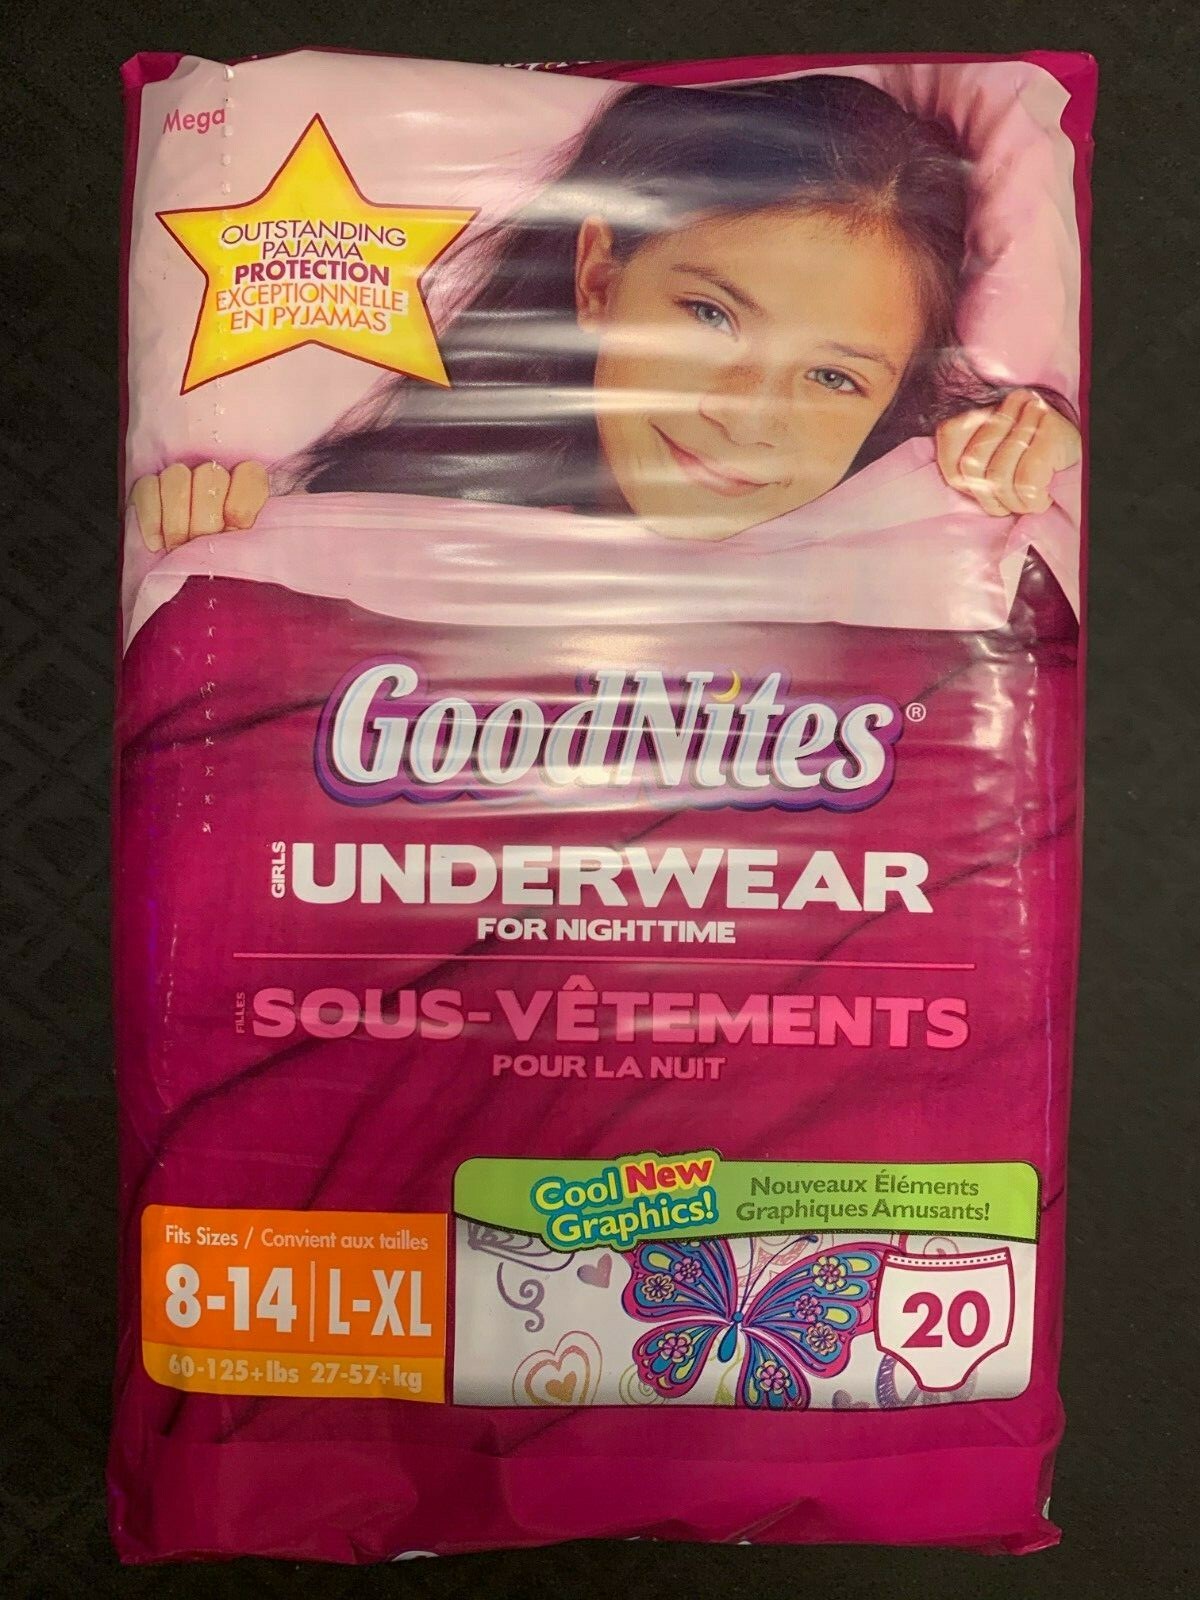 Mega
OUTSTANDING
PAJAMA
PROTECTION
EXCEPTIONNELLE
EN PYJAMAS
GoodNites®
GIRLS UNDERWEAR
FOR NIGHTTIME
FILLES SOUS-VÊTEMENTS
POUR LA NUIT
Cool New
Graphics!
Nouveaux Éléments
Graphiques Amusants!
Fits Sizes / Convient aux tailles
8-14 | L-XL
60-125+lbs 27-57+kg
20